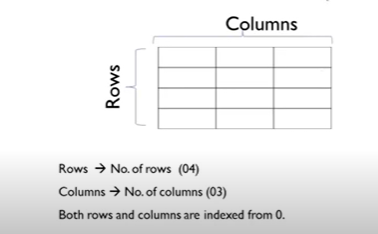 Columns
Rows
Rows → No. of rows (04)
Columns → No. of columns (03)
Both rows and columns are indexed from 0.